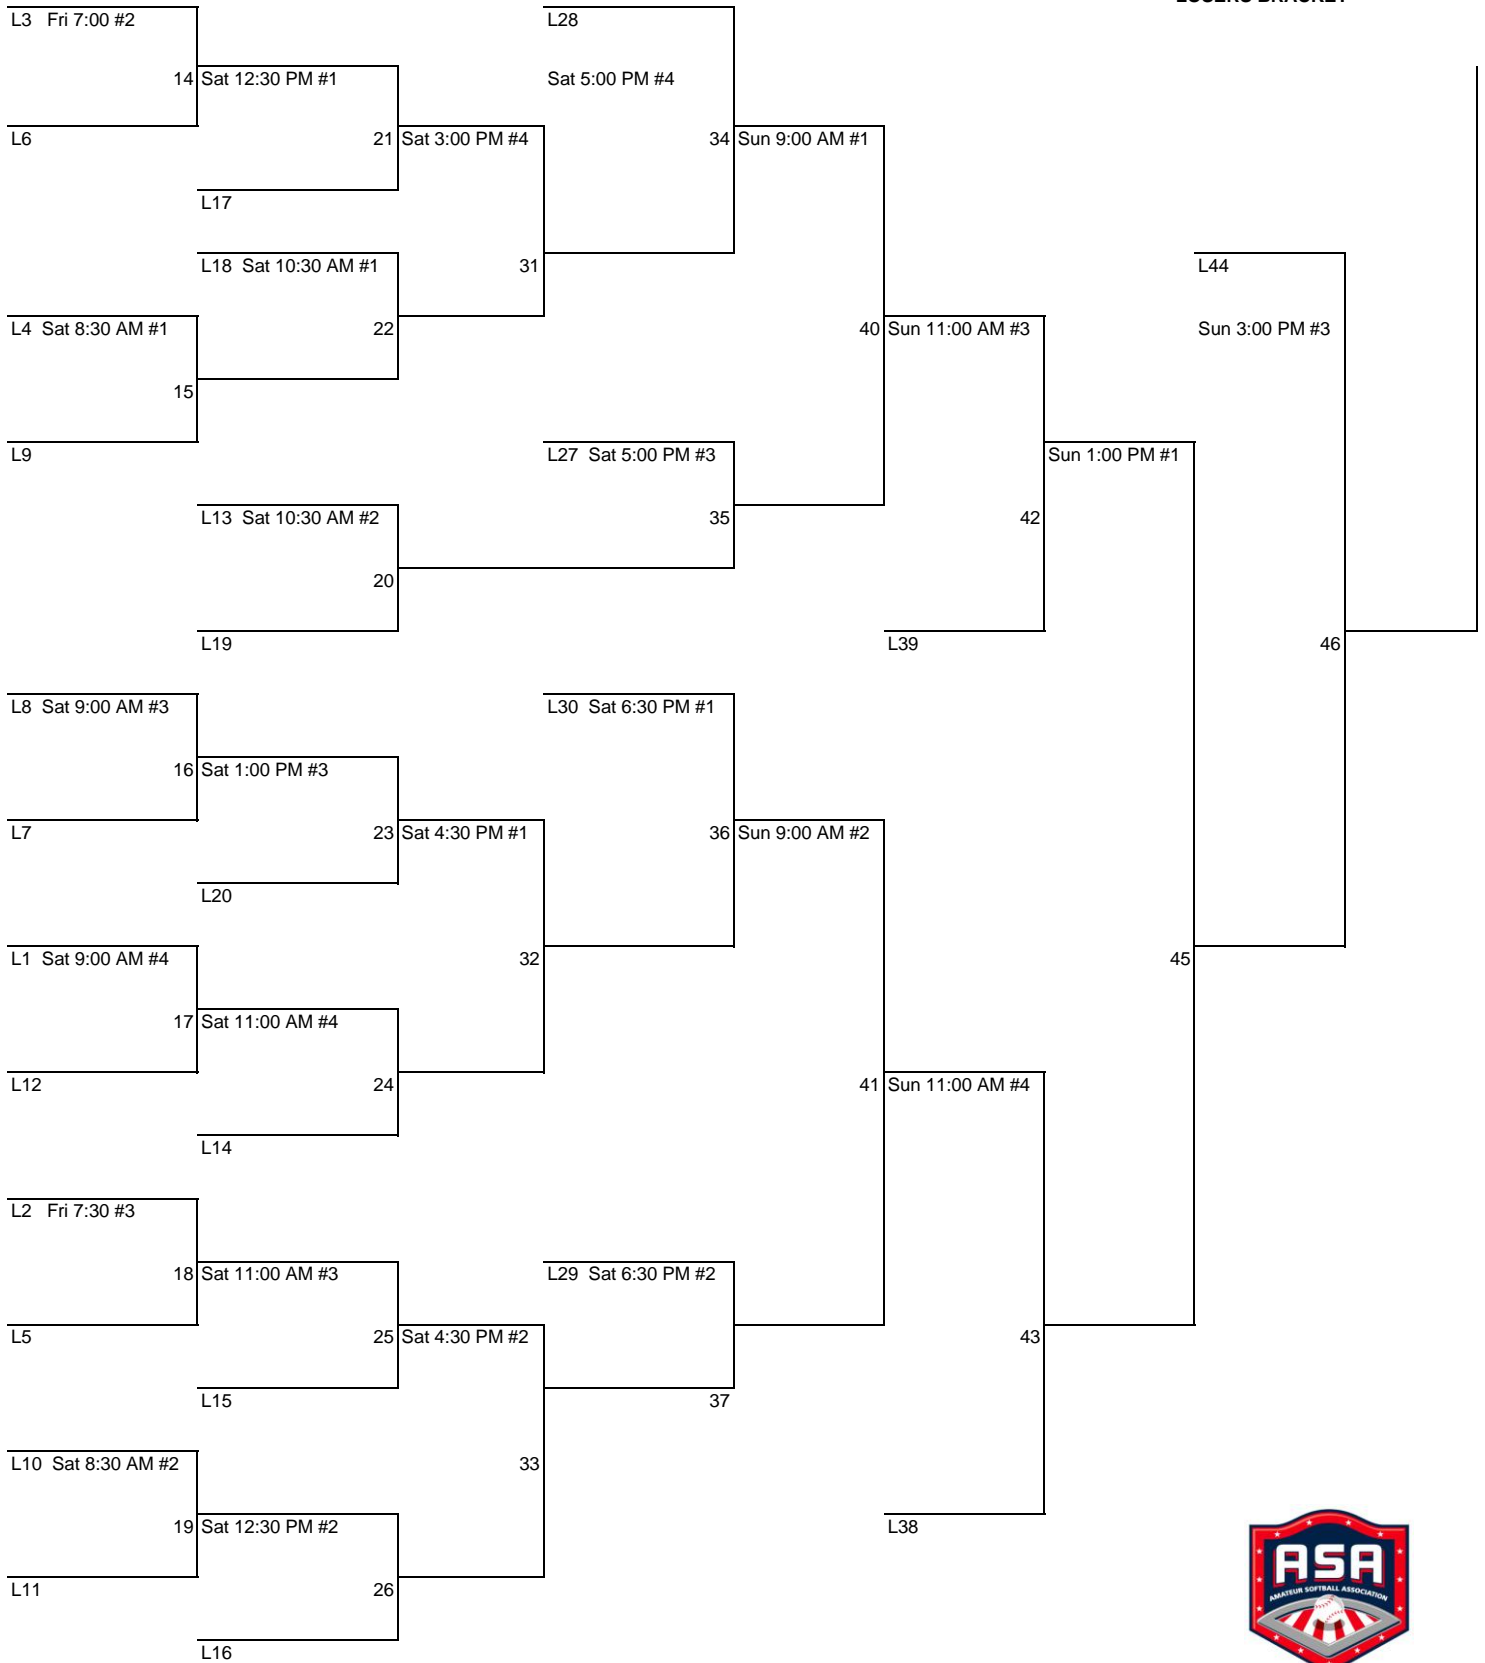 LOSERS BRACKET
L3 Fri 7:00 #2
L28
14 Sat 12:30 PM #1
Sat 5:00 PM #4
L6
21 Sat 3:00 PM #4
34 Sun 9:00 AM #1
L17
L18 Sat 10:30 AM #1
31
L44
L4 Sat 8:30 AM #1
22
40 Sun 11:00 AM #3
Sun 3:00 PM #3
15
L9
L27 Sat 5:00 PM #3
Sun 1:00 PM #1
L13 Sat 10:30 AM #2
35
42
20
L19
L39
46
L8 Sat 9:00 AM #3
L30 Sat 6:30 PM #1
16 Sat 1:00 PM #3
L7
23 Sat 4:30 PM #1
36 Sun 9:00 AM #2
L20
L1 Sat 9:00 AM #4
32
45
17 Sat 11:00 AM #4
L12
24
41 Sun 11:00 AM #4
L14
L2 Fri 7:30 #3
18 Sat 11:00 AM #3
L29 Sat 6:30 PM #2
L5
25 Sat 4:30 PM #2
43
L15
37
L10 Sat 8:30 AM #2
33
19 Sat 12:30 PM #2
L38
L11
26
L16
ASA
AMATEUR SOFTBALL ASSOCIATION